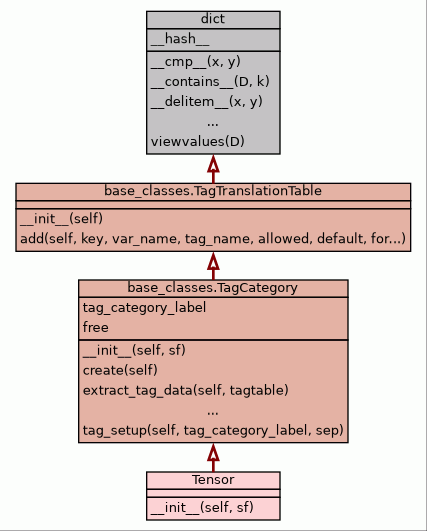 dict
__hash__
__cmp__(x, y)
__contains__(D, k)
__delitem__(x, y)
...
viewvalues(D)
base_classes.TagTranslationTable
__init__(self)
add(self, key, var_name, tag_name, allowed, default, for...)
base_classes.TagCategory
tag_category_label
free
__init__(self, sf)
create(self)
extract_tag_data(self, tagtable)
...
tag_setup(self, tag_category_label, sep)
Tensor
__init__(self, sf)